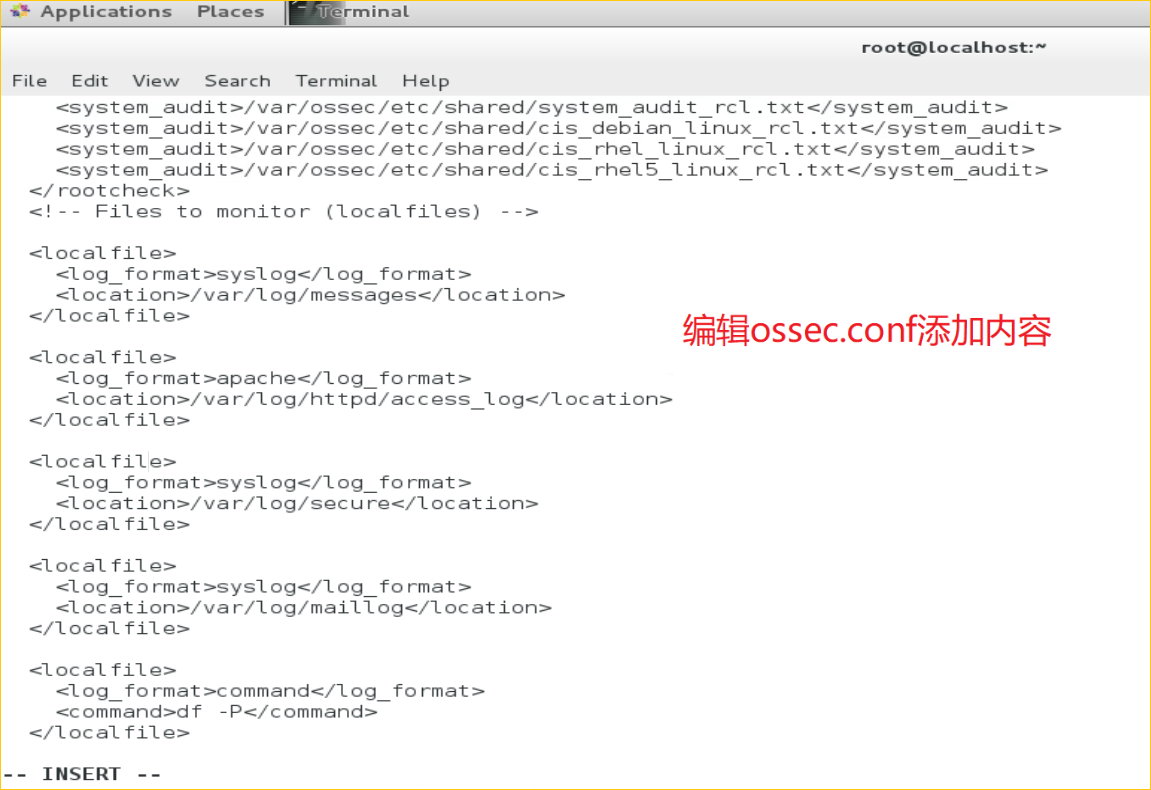 Applications Places Terminal
root@localhost:~
File Edit View Search Terminal Help
<system_audit>/var/ossec/etc/shared/system_audit_rcl.txt</system_audit>
<system_audit>/var/ossec/etc/shared/cis_debian_linux_rcl.txt</system_audit>
<system_audit>/var/ossec/etc/shared/cis_rhel_linux_rcl.txt</system_audit>
<system_audit>/var/ossec/etc/shared/cis_rhel5_linux_rcl.txt</system_audit>
</rootcheck>
<!-- Files to monitor (localfiles) -->
<localfile>
<log_format>syslog</log_format>
<location>/var/log/messages</location>
</localfile>
编辑ossec.conf添加内容
<localfile>
<log_format>apache</log_format>
<location>/var/log/httpd/access_log</location>
</localfile>
<localfile>
<log_format>syslog</log_format>
<location>/var/log/secure</location>
</localfile>
<localfile>
<log_format>syslog</log_format>
<location>/var/log/maillog</location>
</localfile>
<localfile>
<log_format>command</log_format>
<command>df -P</command>
</localfile>
-- INSERT --